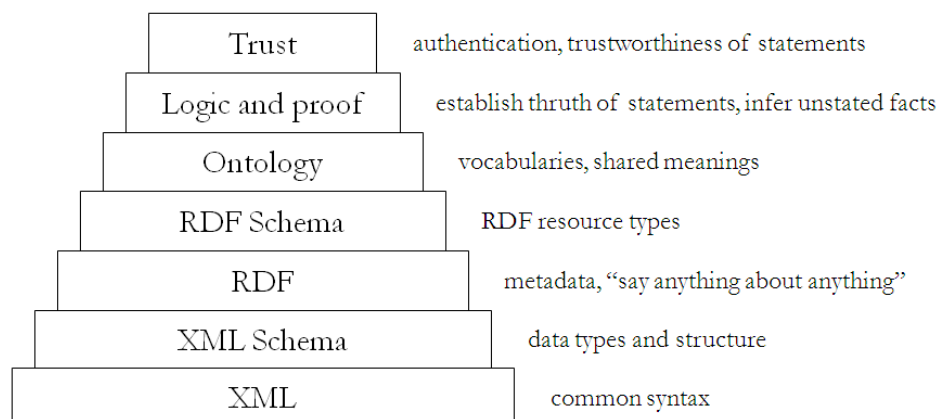 Trust authentication, trustworthiness of statements
Logic and proof establish thruth of statements, infer unstated facts
Ontology vocabularies, shared meanings
RDF Schema RDF resource types
RDF metadata, “say anything about anything”
XML Schema data types and structure
XML common syntax